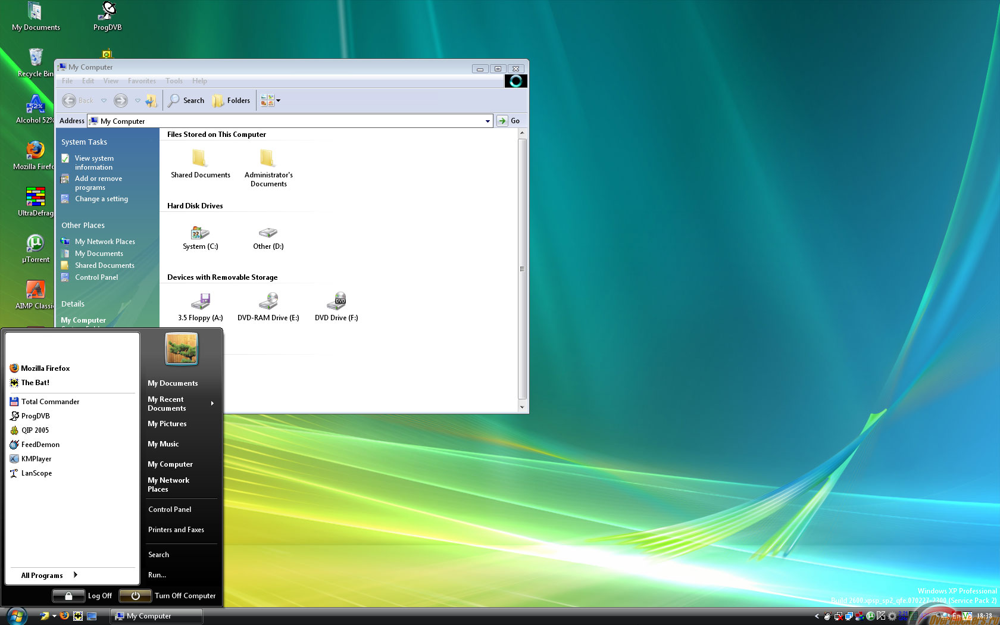 My Documents
ProgDVB
Recycle Bin
Alcohol 52%
52%
Mozilla Firefo
UltraDefrag
µTorrent
AIMP Classi
My Computer
File Edit View Favorites Tools Help
Back
Search
Folders
Address
My Computer
Go
System Tasks
View system
information
Add or remove
programs
Change a setting
Other Places
My Network Places
My Documents
Shared Documents
Control Panel
Details
My Computer
Files Stored on This Computer
Shared Documents
Administrator's
Documents
Hard Disk Drives
System (C:)
Other (D:)
Devices with Removable Storage
3.5 Floppy (A:)
DVD-RAM Drive (E:)
DVD
DVD Drive (F:)
Mozilla Firefox
The Bat!
Total Commander
ProgDVB
QIP 2005
FeedDemon
KMPlayer
LanScope
All Programs
My Documents
My Recent
Documents
My Pictures
My Music
My Computer
My Network
Places
Control Panel
Printers and Faxes
Search
Run...
Log Off
Turn Off Computer
My Computer
Windows XP Professional
Build 2600.xpsp_sp2_qfe.070227-2300 (Service Pack 2)
En
18:38